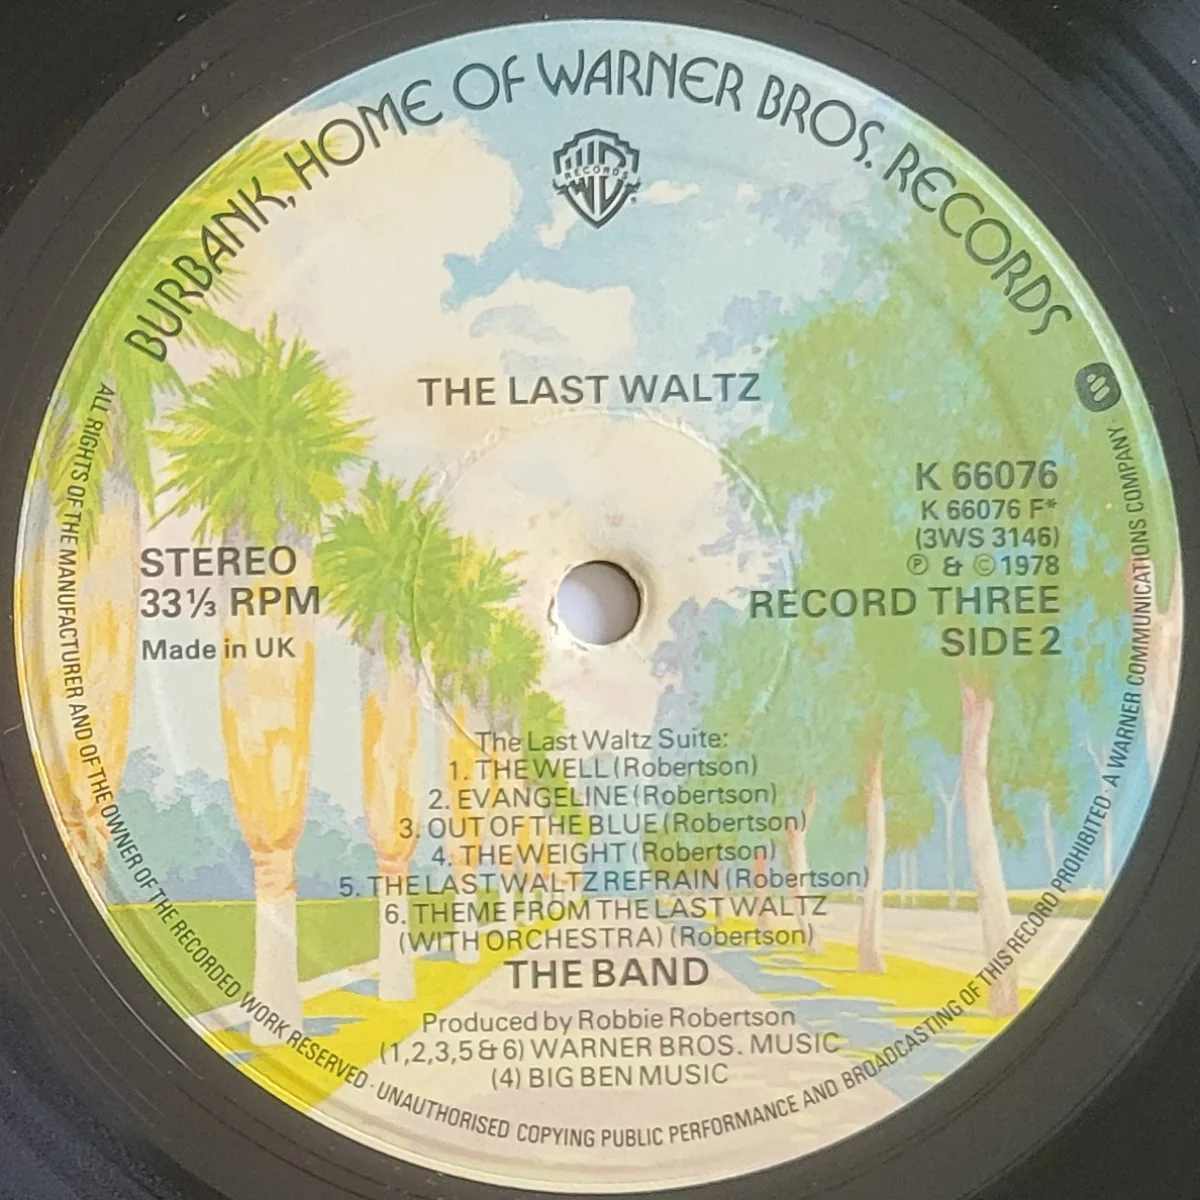 BURBANK, HOME OF WARNER BROS. RECORDS
W
RECORDS
THE LAST WALTZ
K 66076
K 66076 F*
(3WS 3146)
℗ & ©1978
RECORD THREE
SIDE 2
STEREO
33⅓ RPM
Made in UK
The Last Waltz Suite:
1. THE WELL (Robertson)
2. EVANGELINE (Robertson)
3. OUT OF THE BLUE (Robertson)
4. THE WEIGHT (Robertson)
5. THE LAST WALTZ REFRAIN (Robertson)
6. THEME FROM THE LAST WALTZ
(WITH ORCHESTRA) (Robertson)
THE BAND
Produced by Robbie Robertson
(1,2,3,5 & 6) WARNER BROS. MUSIC
(4) BIG BEN MUSIC
ALL RIGHTS OF THE MANUFACTURER AND OF THE OWNER OF THE RECORDED WORK RESERVED · UNAUTHORISED COPYING PUBLIC PERFORMANCE AND BROADCASTING OF THIS RECORD PROHIBITED · A WARNER COMMUNICATIONS COMPANY ·